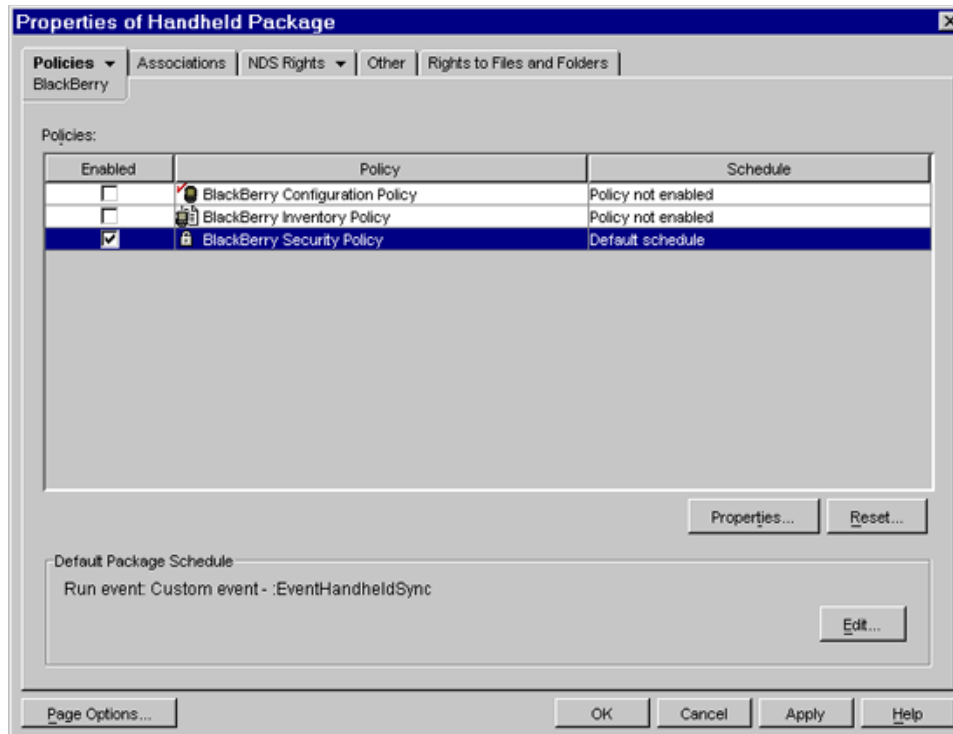 Properties of Handheld Package
Policies Associations NDS Rights Other Rights to Files and Folders
BlackBerry
Policies:
Enabled Policy Schedule
BlackBerry Configuration Policy Policy not enabled
BlackBerry Inventory Policy Policy not enabled
BlackBerry Security Policy Default schedule
Properties... Reset...
Default Package Schedule
Run event: Custom event - :EventHandheldSync
Edit...
Page Options... OK Cancel Apply Help